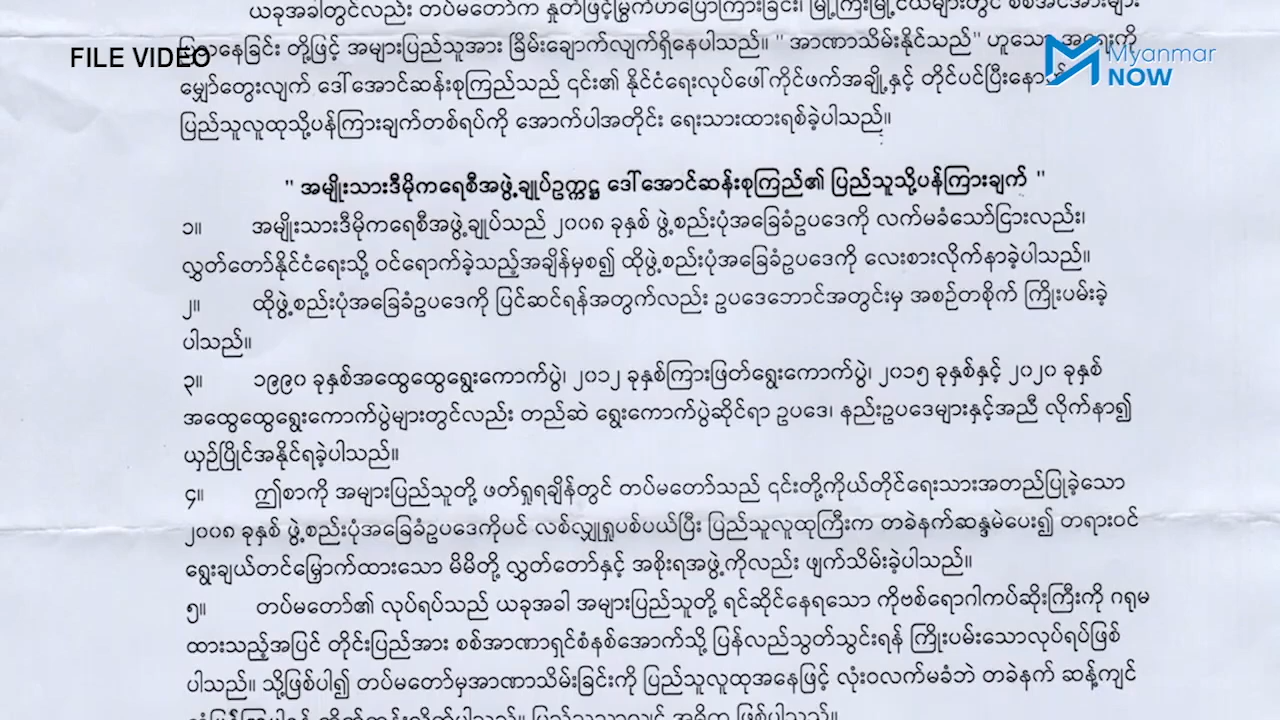 ယခုအခါတွင်လည်း တပ်မတော်က နှုတ်ဖြင့်မြွက်ဟပြောကြားခြင်း၊ မြို့ကြီးမြို့ငယ်များတွင် စစ်အင်အားများ
ပြသနေခြင်း တို့ဖြင့် အများပြည်သူအား ခြိမ်းချောက်လျက်ရှိနေပါသည်။ " အာဏာသိမ်းနိုင်သည်" ဟူသော အရေးကို
FILE VIDEO
Myanmar
NOW
မျှော်တွေးလျက် ဒေါ်အောင်ဆန်းစုကြည်သည် ၎င်း၏ နိုင်ငံရေးလုပ်ဖေါ်ကိုင်ဖက်အချို့နှင့် တိုင်ပင်ပြီးနောက်
ပြည်သူလူထုသို့ပန်ကြားချက်တစ်ရပ်ကို အောက်ပါအတိုင်း ရေးသားထားရစ်ခဲ့ပါသည်။
" အမျိုးသားဒီမိုကရေစီအဖွဲ့ချုပ်ဥက္ကဋ္ဌ ဒေါ်အောင်ဆန်းစုကြည်၏ ပြည်သူသို့ပန်ကြားချက် "
၁။ အမျိုးသားဒီမိုကရေစီအဖွဲ့ချုပ်သည် ၂၀၀၈ ခုနှစ် ဖွဲ့စည်းပုံအခြေခံဥပဒေကို လက်မခံသော်ငြားလည်း၊
လွှတ်တော်နိုင်ငံရေးသို့ ဝင်ရောက်ခဲ့သည့်အချိန်မှစ၍ ထိုဖွဲ့စည်းပုံအခြေခံဥပဒေကို လေးစားလိုက်နာခဲ့ပါသည်။
၂။ ထိုဖွဲ့စည်းပုံအခြေခံဥပဒေကို ပြင်ဆင်ရန်အတွက်လည်း ဥပဒေဘောင်အတွင်းမှ အစဉ်တစိုက် ကြိုးပမ်းခဲ့
ပါသည်။
၃။ ၁၉၉၀ ခုနှစ်အထွေထွေရွေးကောက်ပွဲ၊ ၂၀၁၂ ခုနှစ်ကြားဖြတ်ရွေးကောက်ပွဲ၊ ၂၀၁၅ ခုနှစ်နှင့် ၂၀၂၀ ခုနှစ်
အထွေထွေရွေးကောက်ပွဲများတွင်လည်း တည်ဆဲ ရွေးကောက်ပွဲဆိုင်ရာ ဥပဒေ၊ နည်းဥပဒေများနှင့်အညီ လိုက်နာ၍
ယှဉ်ပြိုင်အနိုင်ရခဲ့ပါသည်။
၄။ ဤစာကို အများပြည်သူတို့ ဖတ်ရှုရချိန်တွင် တပ်မတော်သည် ၎င်းတို့ကိုယ်တိုင်ရေးသားအတည်ပြုခဲ့သော
၂၀၀၈ ခုနှစ် ဖွဲ့စည်းပုံအခြေခံဥပဒေကိုပင် လစ်လျှူရှုပစ်ပယ်ပြီး ပြည်သူလူထုကြီးက တခဲနက်ဆန္ဒမဲပေး၍ တရားဝင်
ရွေးချယ်တင်မြှောက်ထားသော မိမိတို့ လွှတ်တော်နှင့် အစိုးရအဖွဲ့ကိုလည်း ဖျက်သိမ်းခဲ့ပါသည်။
၅။ တပ်မတော်၏ လုပ်ရပ်သည် ယခုအခါ အများပြည်သူတို့ ရင်ဆိုင်နေရသော ကိုဗစ်ရောဂါကပ်ဆိုးကြီးကို ဂရုမ
ထားသည့်အပြင် တိုင်းပြည်အား စစ်အာဏာရှင်စံနစ်အောက်သို့ ပြန်လည်သွတ်သွင်းရန် ကြိုးပမ်းသောလုပ်ရပ်ဖြစ်
ပါသည်။ သို့ဖြစ်ပါ၍ တပ်မတော်မှအာဏာသိမ်းခြင်းကို ပြည်သူလူထုအနေဖြင့် လုံးဝလက်မခံဘဲ တခဲနက် ဆန့်ကျင်